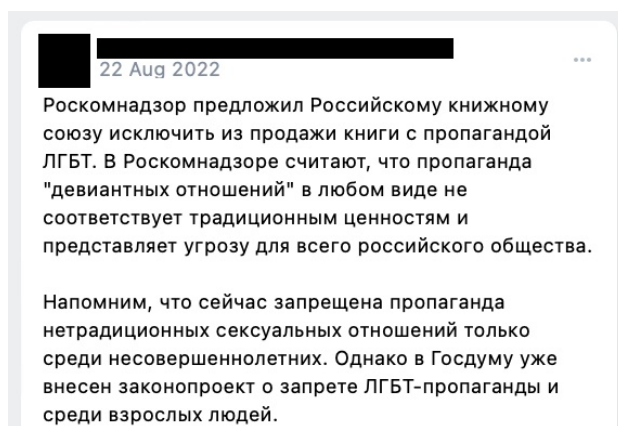 22 Aug 2022
Роскомнадзор предложил Российскому книжному
союзу исключить из продажи книги с пропагандой
ЛГБТ. В Роскомнадзоре считают, что пропаганда
"девиантных отношений" в любом виде не
соответствует традиционным ценностям и
представляет угрозу для всего российского общества.
Напомним, что сейчас запрещена пропаганда
нетрадиционных сексуальных отношений только
среди несовершеннолетних. Однако в Госдуму уже
внесен законопроект о запрете ЛГБТ-пропаганды и
среди взрослых людей.